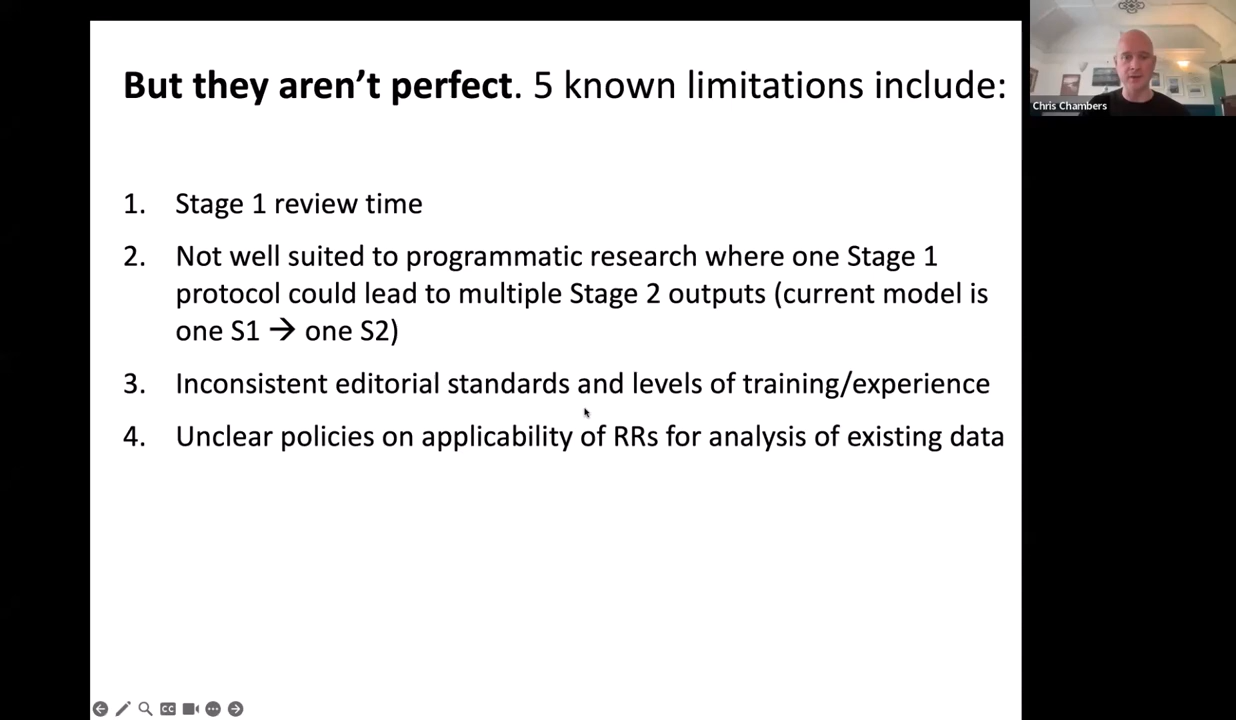 But they aren't perfect. 5 known limitations include:
1. Stage 1 review time
2. Not well suited to programmatic research where one Stage 1
protocol could lead to multiple Stage 2 outputs (current model is
one S1 → one S2)
3. Inconsistent editorial standards and levels of training/experience
4. Unclear policies on applicability of RRs for analysis of existing data
Chris Chambers
CC